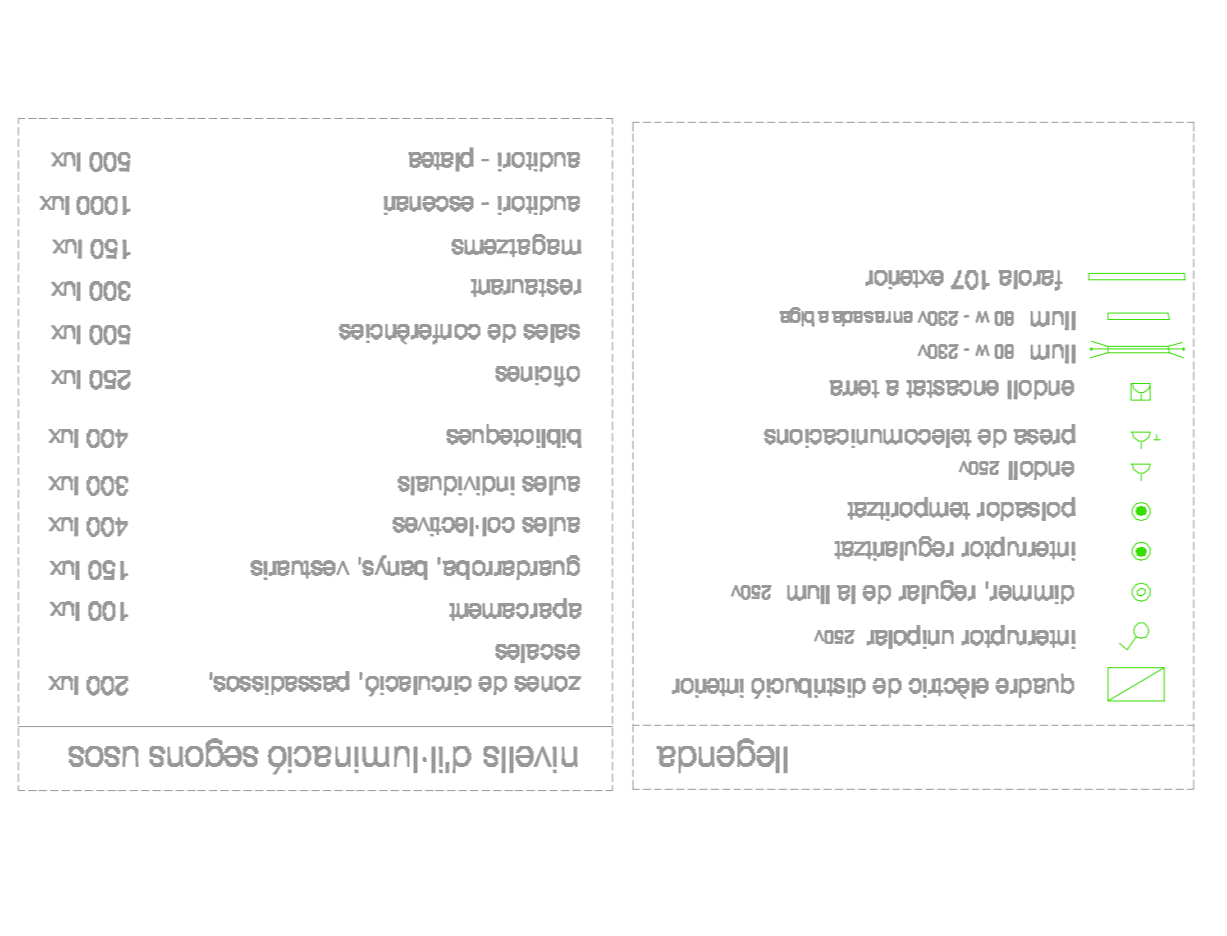 llegenda
quadre elèctric de distribució interior
interruptor unipolar 250v
dimmer, regular de la llum 250v
interruptor regularitzat
polsador temporitzat
endoll 250v
presa de telecomunicacions
endoll encastat a terra
llum 80 w - 230v
llum 80 w - 230v enrasada a biga
farola 107 exterior
nivells d'il·luminació segons usos
zones de circulació, passadissos, 200 lux
escales
aparcament 100 lux
guardarroba, banys, vestuaris 150 lux
aules col·lectives 400 lux
aules individuals 300 lux
biblioteques 400 lux
oficines 250 lux
sales de conferències 500 lux
restaurant 300 lux
magatzems 150 lux
auditori - escenari 1000 lux
auditori - platea 500 lux